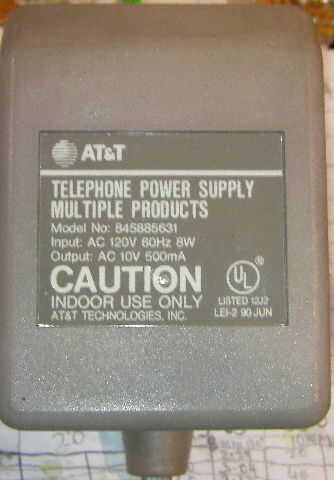 AT&T
TELEPHONE POWER SUPPLY
MULTIPLE PRODUCTS
Model No: 845885631
Input: AC 120V 60Hz 8W
Output: AC 10V 500mA
CAUTION
INDOOR USE ONLY
AT&T TECHNOLOGIES, INC.
UL ®
LISTED 12J2
LEI-2 90 JUN
20